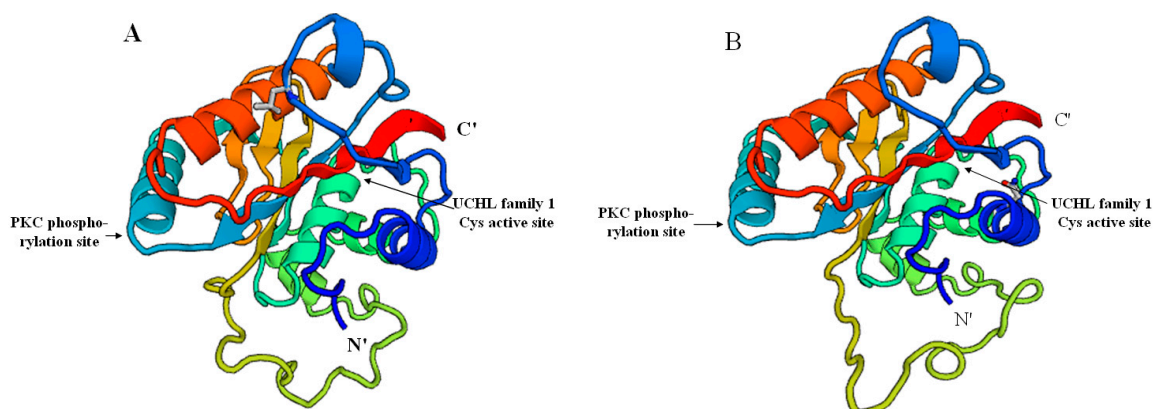 A
C'
UCHL family 1
Cys active site
PKC phospho-
rylation site
N'
B
C'
UCHL family 1
Cys active site
PKC phospho-
rylation site
N'